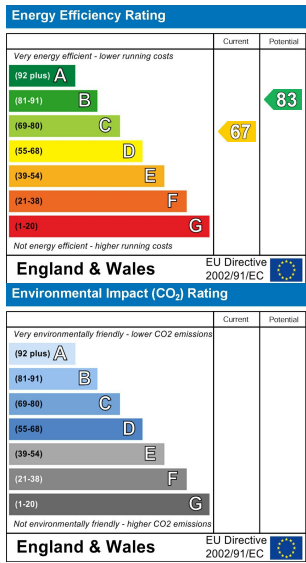 Energy Efficiency Rating
Current Potential
Very energy efficient - lower running costs
(92 plus) A
(81-91) B
83
(69-80) C
67
(55-68) D
(39-54) E
(21-38) F
(1-20) G
Not energy efficient - higher running costs
England & Wales
EU Directive
2002/91/EC
Environmental Impact (CO₂) Rating
Current Potential
Very environmentally friendly - lower CO2 emissions
(92 plus) A
(81-91) B
(69-80) C
(55-68) D
(39-54) E
(21-38) F
(1-20) G
Not environmentally friendly - higher CO2 emissions
England & Wales
EU Directive
2002/91/EC